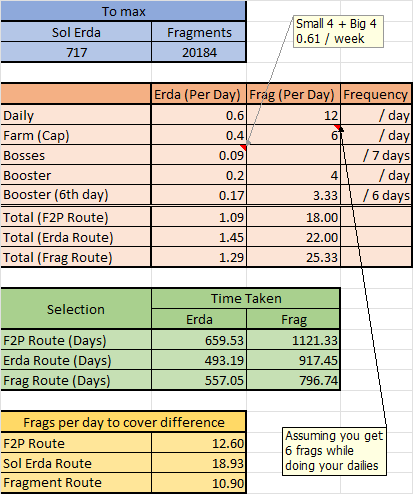 To max
Sol Erda Fragments
717 20184
Small 4 + Big 4
0.61 / week
Erda (Per Day) Frag (Per Day) Frequency
Daily 0.6 12 / day
Farm (Cap) 0.4 6 / day
Bosses 0.09 / 7 days
Booster 0.2 4 / day
Booster (6th day) 0.17 3.33 / 6 days
Total (F2P Route) 1.09 18.00
Total (Erda Route) 1.45 22.00
Total (Frag Route) 1.29 25.33
Selection Time Taken
Erda Frag
F2P Route (Days) 659.53 1121.33
Erda Route (Days) 493.19 917.45
Frag Route (Days) 557.05 796.74
Frags per day to cover difference
F2P Route 12.60
Sol Erda Route 18.93
Fragment Route 10.90
Assuming you get
6 frags while
doing your dailies